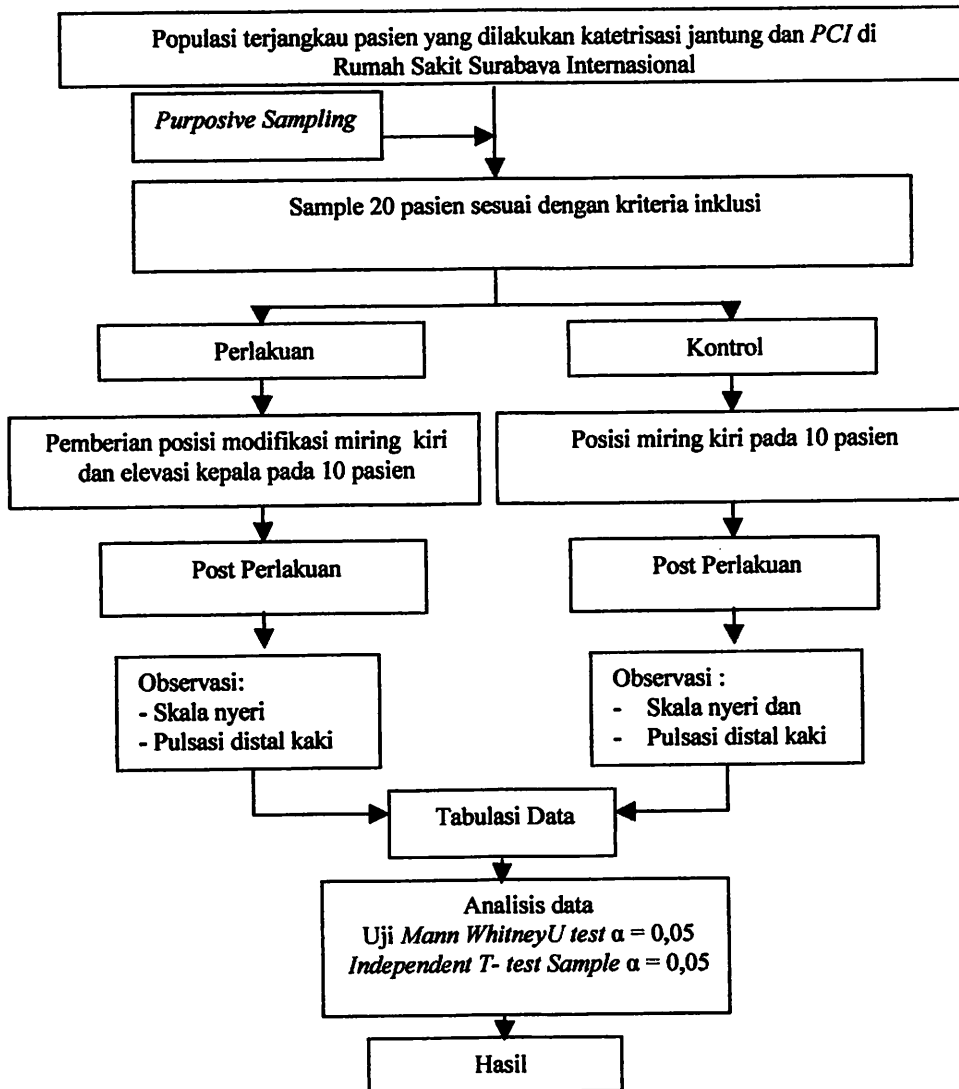 Populasi terjangkau pasien yang dilakukan katetrisasi jantung dan PCI di
Rumah Sakit Surabaya Internasional
Purposive Sampling
Sample 20 pasien sesuai dengan kriteria inklusi
Perlakuan
Kontrol
Pemberian posisi modifikasi miring kiri
dan elevasi kepala pada 10 pasien
Posisi miring kiri pada 10 pasien
Post Perlakuan
Post Perlakuan
Observasi:
- Skala nyeri
- Pulsasi distal kaki
Observasi :
- Skala nyeri dan
- Pulsasi distal kaki
Tabulasi Data
Analisis data
Uji Mann WhitneyU test α = 0,05
Independent T- test Sample α = 0,05
Hasil